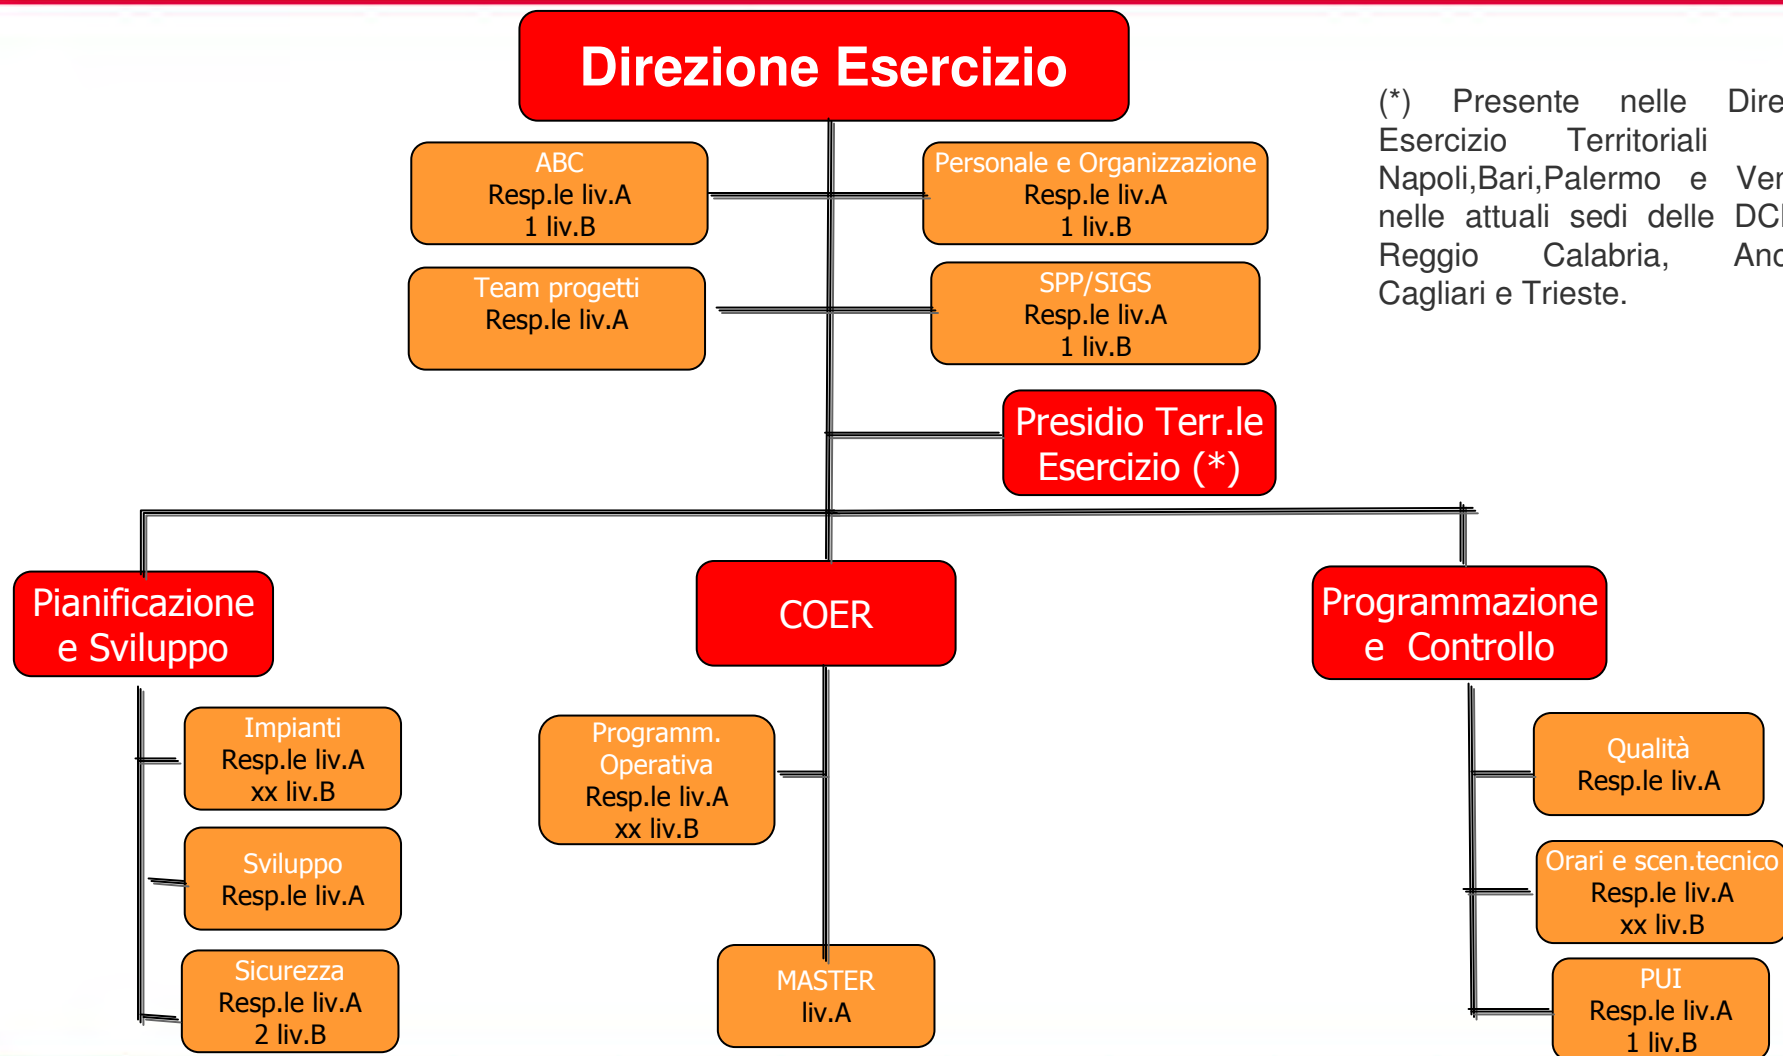 Direzione Esercizio
(*) Presente nelle
Esercizio Territoriali
Napoli,Bari,Palermo e
nelle attuali sedi delle
Reggio Calabria,
Cagliari e Trieste.
ABC
Resp.le liv.A
1 liv.B
Personale e Organizzazione
Resp.le liv.A
1 liv.B
Team progetti
Resp.le liv.A
SPP/SIGS
Resp.le liv.A
1 liv.B
Presidio Terr.le
Esercizio (*)
Pianificazione
e Sviluppo
COER
Programmazione
e Controllo
Impianti
Resp.le liv.A
xx liv.B
Sviluppo
Resp.le liv.A
Sicurezza
Resp.le liv.A
2 liv.B
Programm.
Operativa
Resp.le liv.A
xx liv.B
MASTER
liv.A
Qualità
Resp.le liv.A
Orari e scen.tecnico
Resp.le liv.A
xx liv.B
PUI
Resp.le liv.A
1 liv.B